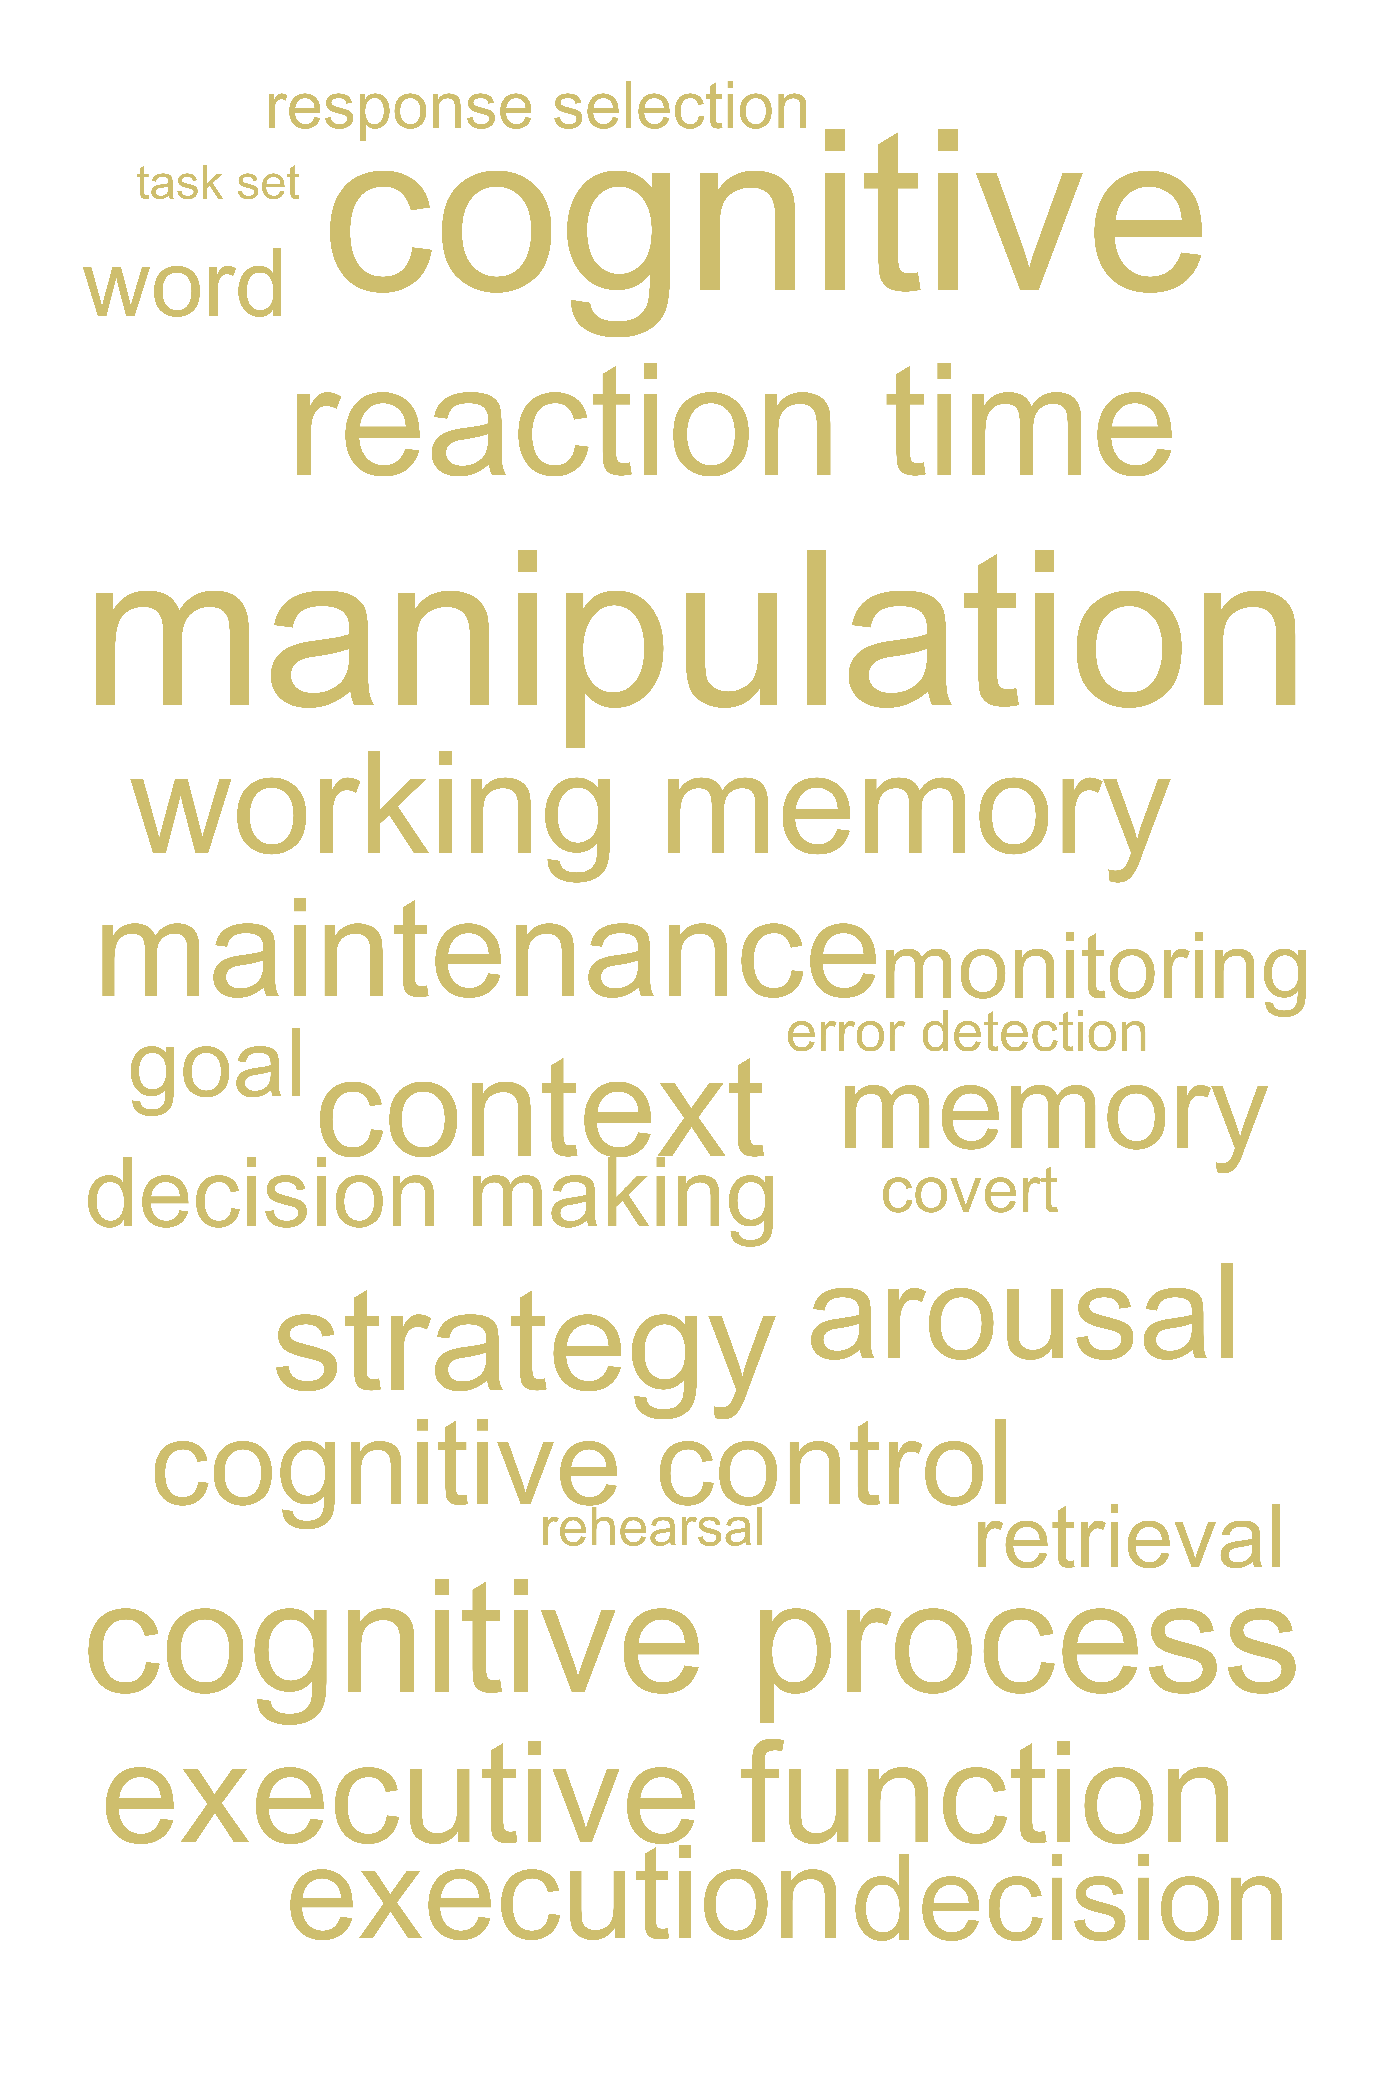 response selection
task set
cognitive
word
reaction time
manipulation
working memory
maintenance
monitoring
error detection
goal
context
memory
decision making
covert
strategy
arousal
cognitive control
rehearsal
retrieval
cognitive process
executive function
execution
decision